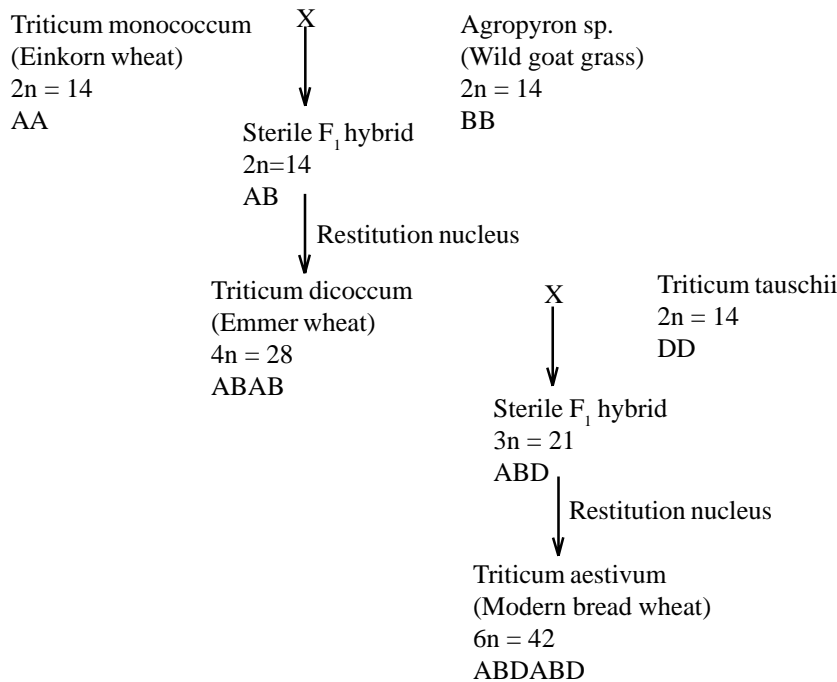 Triticum monococcum
(Einkorn wheat)
2n = 14
AA
X
Agropyron sp.
(Wild goat grass)
2n = 14
BB
Sterile F₁ hybrid
2n=14
AB
Restitution nucleus
Triticum dicoccum
(Emmer wheat)
4n = 28
ABAB
X
Triticum tauschii
2n = 14
DD
Sterile F₁ hybrid
3n = 21
ABD
Restitution nucleus
Triticum aestivum
(Modern bread wheat)
6n = 42
ABDABD